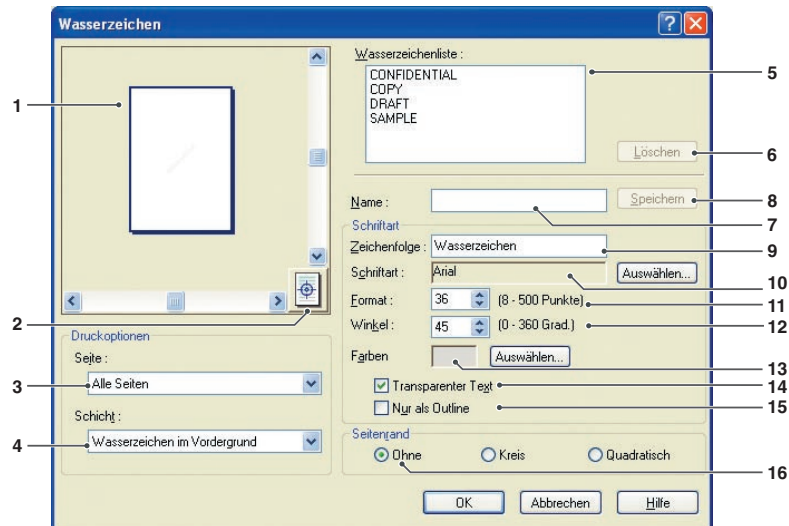 Wasserzeichen
Wasserzeichenliste :
CONFIDENTIAL
COPY
DRAFT
SAMPLE
5
1
Löschen
6
Name :
Speichern
8
7
Schriftart
Zeichenfolge : Wasserzeichen
9
Schriftart : Arial
Auswählen...
10
Format : 36 (8 - 500 Punkte)
11
Winkel : 45 (0 - 360 Grad.)
12
Farben
Auswählen...
13
Transparenter Text
14
Nur als Outline
15
2
Druckoptionen
Seite :
3
Alle Seiten
Schicht :
4
Wasserzeichen im Vordergrund
Seitenrand
Ohne Kreis Quadratisch
16
OK Abbrechen Hilfe